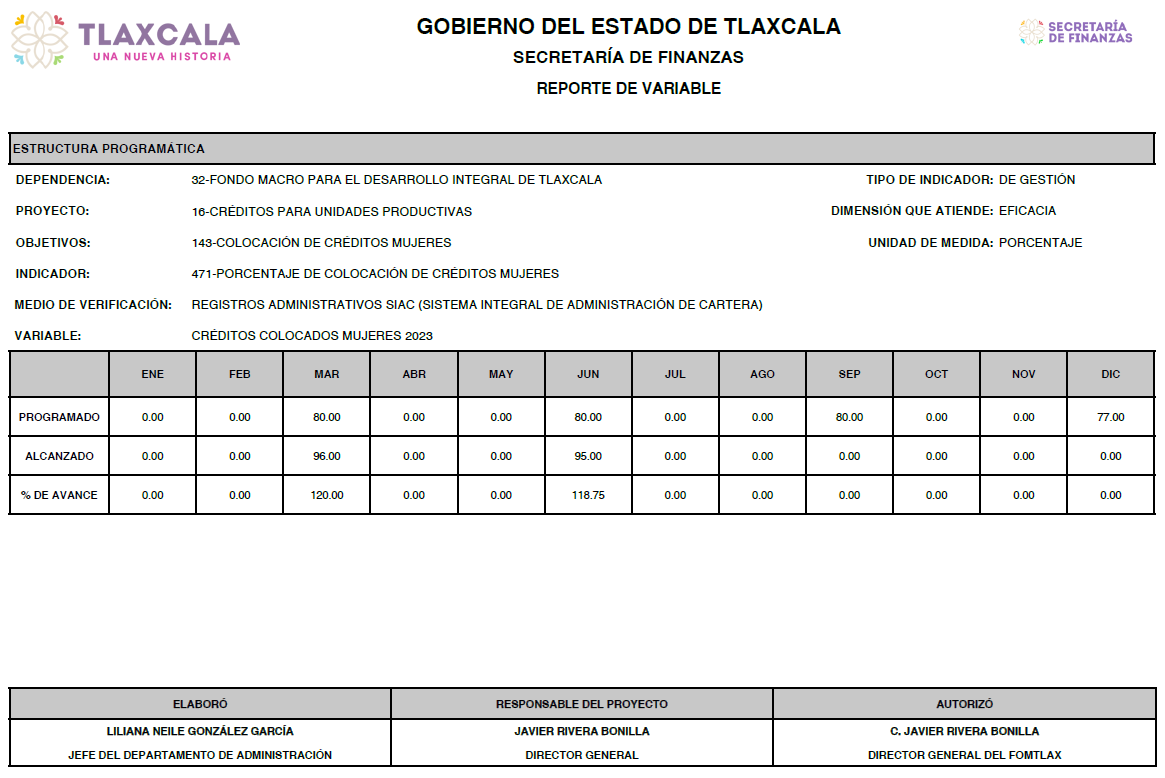 TLAXCALA
UNA NUEVA HISTORIA
GOBIERNO DEL ESTADO DE TLAXCALA
SECRETARÍA DE FINANZAS
REPORTE DE VARIABLE
SECRETARÍA
DE FINANZAS
ESTRUCTURA PROGRAMÁTICA
DEPENDENCIA: 32-FONDO MACRO PARA EL DESARROLLO INTEGRAL DE TLAXCALA TIPO DE INDICADOR: DE GESTIÓN
PROYECTO: 16-CRÉDITOS PARA UNIDADES PRODUCTIVAS DIMENSIÓN QUE ATIENDE: EFICACIA
OBJETIVOS: 143-COLOCACIÓN DE CRÉDITOS MUJERES UNIDAD DE MEDIDA: PORCENTAJE
INDICADOR: 471-PORCENTAJE DE COLOCACIÓN DE CRÉDITOS MUJERES
MEDIO DE VERIFICACIÓN: REGISTROS ADMINISTRATIVOS SIAC (SISTEMA INTEGRAL DE ADMINISTRACIÓN DE CARTERA)
VARIABLE: CRÉDITOS COLOCADOS MUJERES 2023
ENE FEB MAR ABR MAY JUN JUL AGO SEP OCT NOV DIC
PROGRAMADO 0.00 0.00 80.00 0.00 0.00 80.00 0.00 0.00 80.00 0.00 0.00 77.00
ALCANZADO 0.00 0.00 96.00 0.00 0.00 95.00 0.00 0.00 0.00 0.00 0.00 0.00
% DE AVANCE 0.00 0.00 120.00 0.00 0.00 118.75 0.00 0.00 0.00 0.00 0.00 0.00
ELABORÓ RESPONSABLE DEL PROYECTO AUTORIZÓ
LILIANA NEILE GONZÁLEZ GARCÍA JAVIER RIVERA BONILLA C. JAVIER RIVERA BONILLA
JEFE DEL DEPARTAMENTO DE ADMINISTRACIÓN DIRECTOR GENERAL DIRECTOR GENERAL DEL FOMTLAX